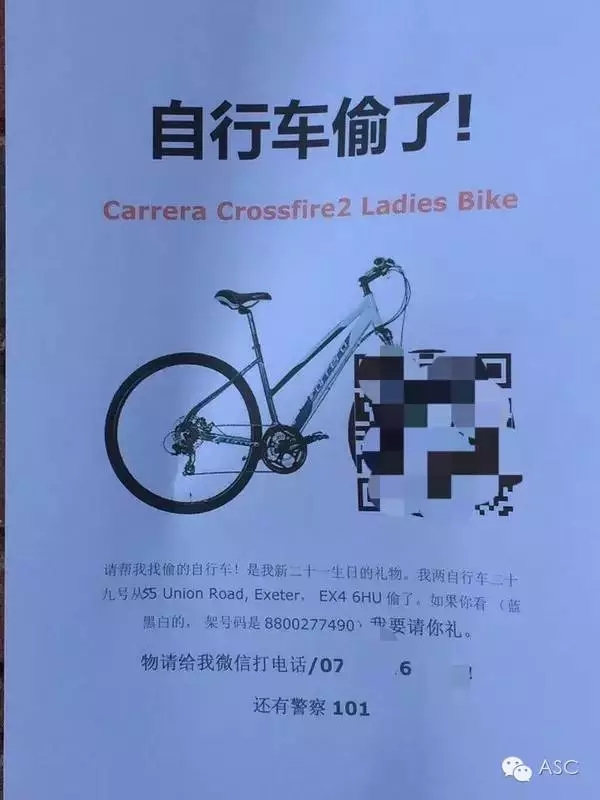 自行车偷了!
Carrera Crossfire2 Ladies Bike
请帮我找偷的自行车! 是我新二十一生日的礼物。我两自行车二十
九号从55 Union Road, Exeter, EX4 6HU 偷了。如果你看 (蓝
黑白的, 架号码是 8800277490) 我要请你礼。
物请给我微信打电话/07 6 !
还有警察 101
ASC